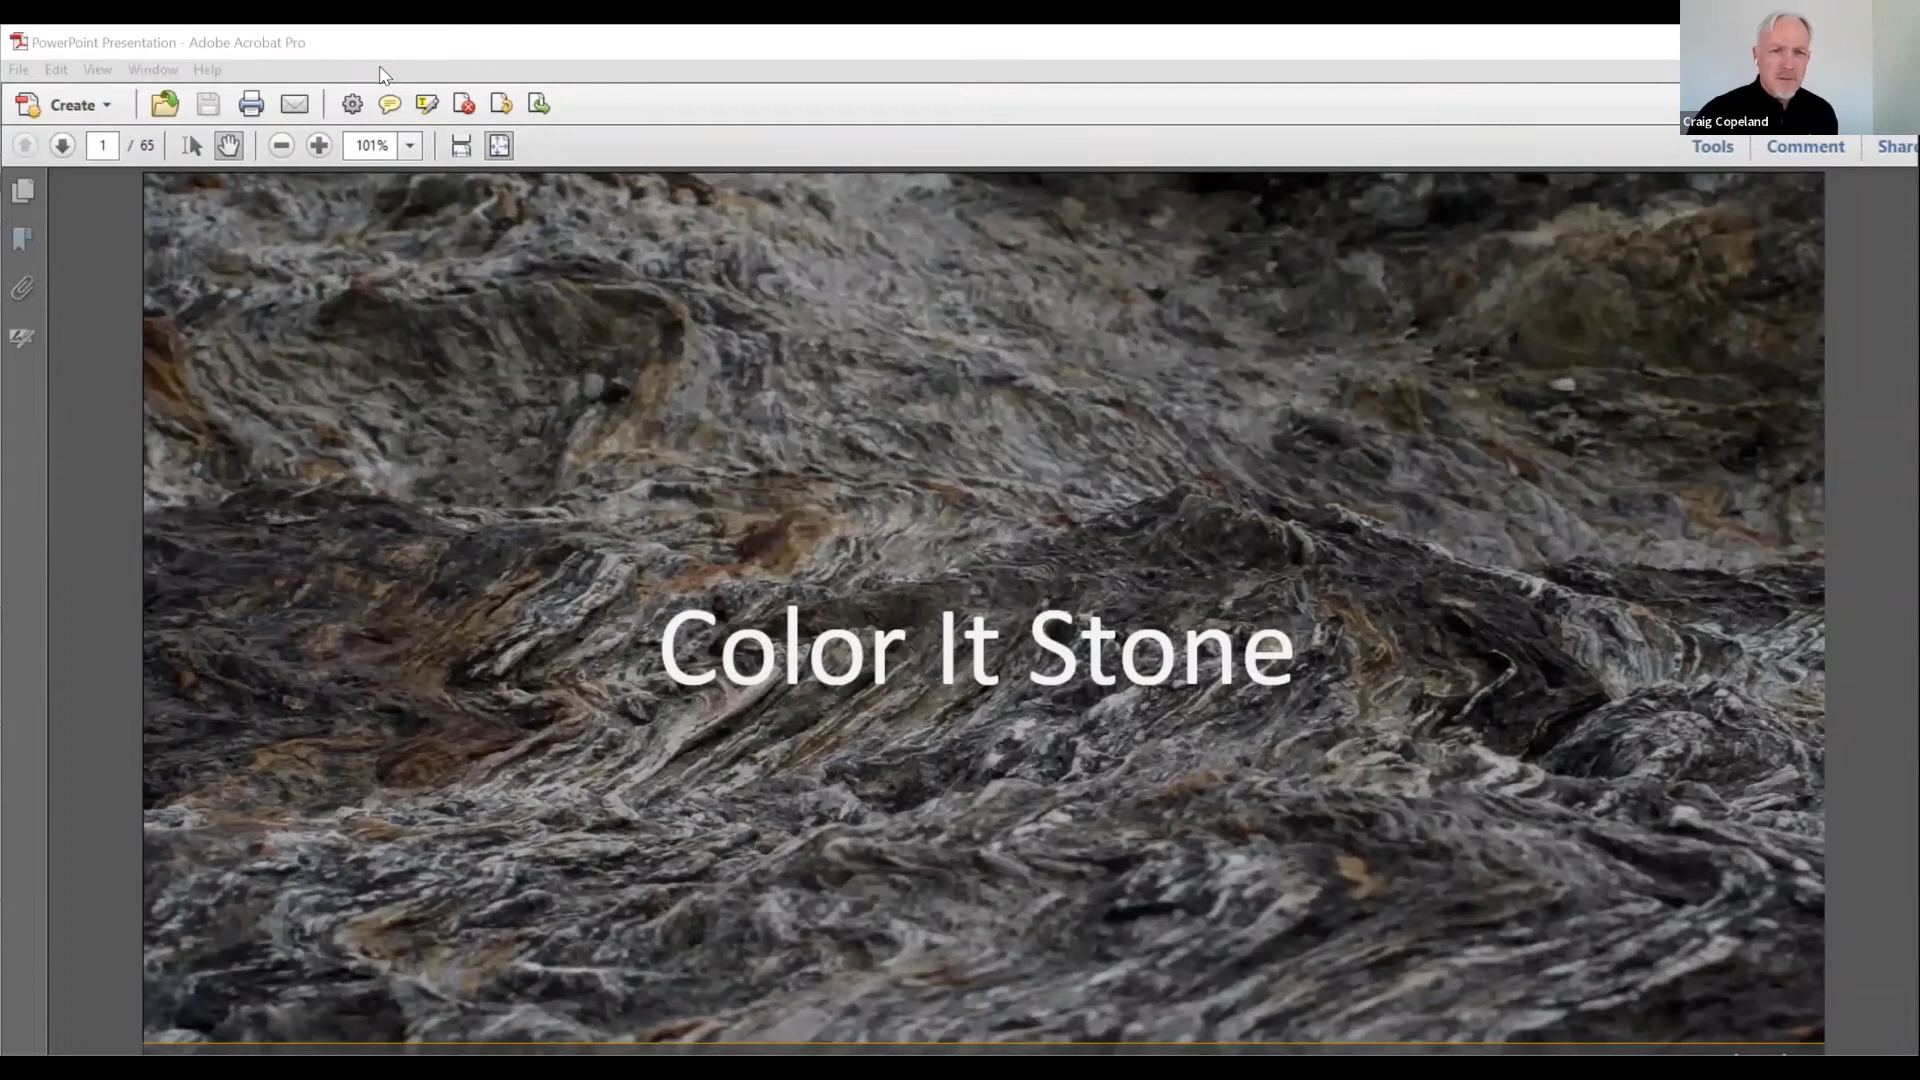 PowerPoint Presentation - Adobe Acrobat Pro
File Edit View Window Help
Create
1 / 65 101%
Craig Copeland
Tools Comment Share
Color It Stone